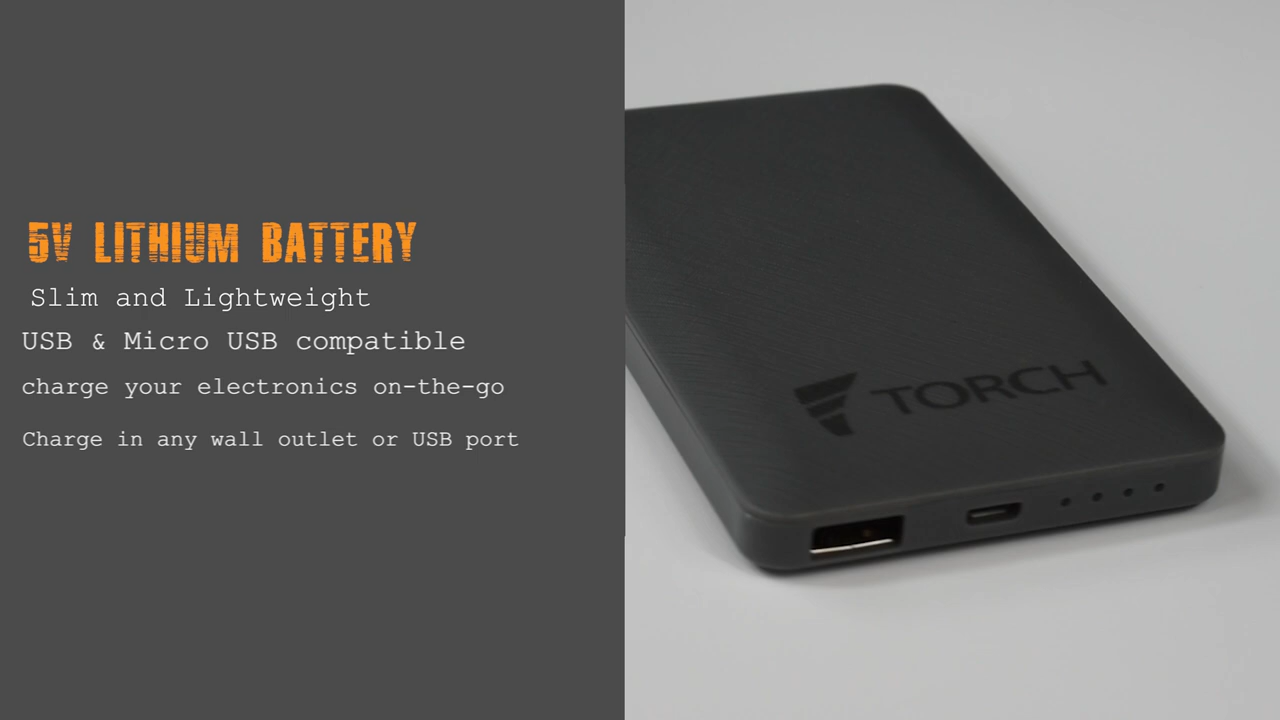 5V LITHIUM BATTERY
Slim and Lightweight
USB & Micro USB compatible
charge your electronics on-the-go
Charge in any wall outlet or USB port
TORCH